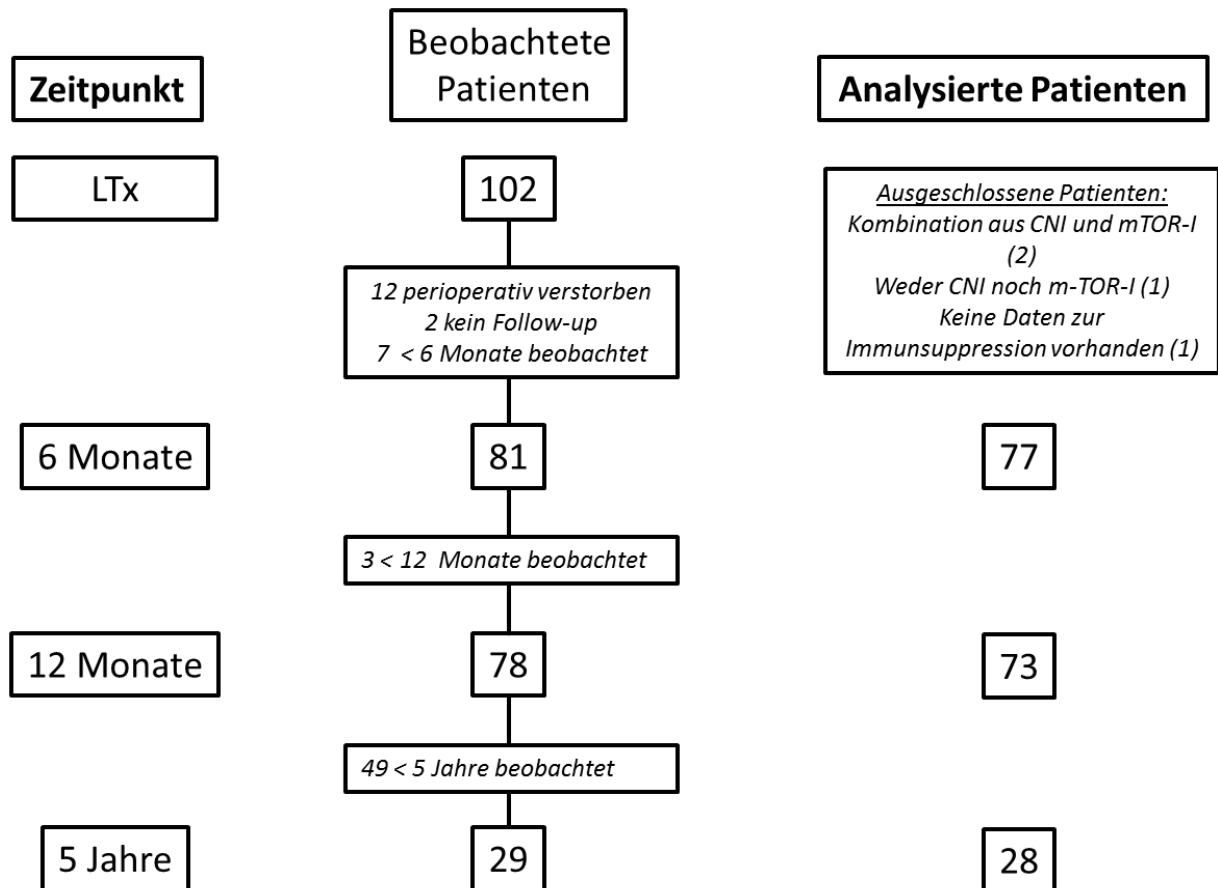 Zeitpunkt
Beobachtete
Patienten
Analysierte Patienten
LTx
102
Ausgeschlossene Patienten:
Kombination aus CNI und mTOR-I
(2)
Weder CNI noch m-TOR-I (1)
Keine Daten zur
Immunsuppression vorhanden (1)
12 perioperativ verstorben
2 kein Follow-up
7 < 6 Monate beobachtet
6 Monate
81
77
3 < 12 Monate beobachtet
12 Monate
78
73
49 < 5 Jahre beobachtet
5 Jahre
29
28